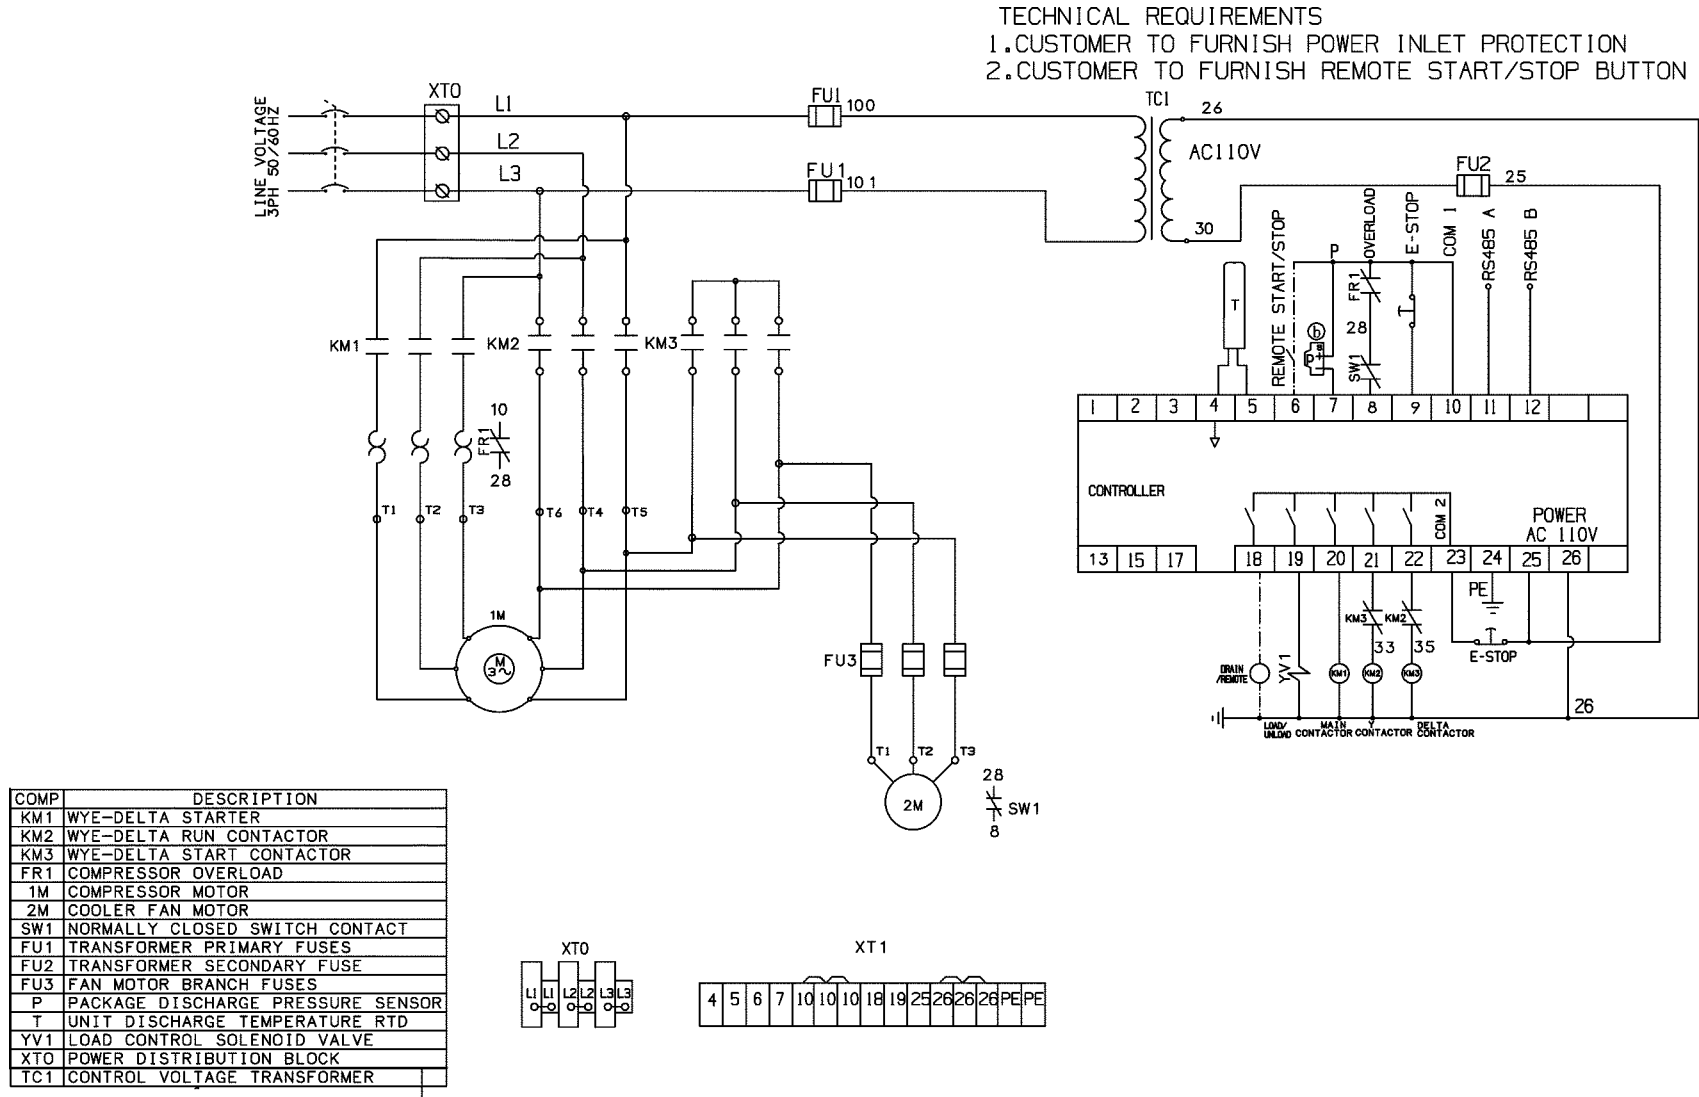 TECHNICAL REQUIREMENTS
1.CUSTOMER TO FURNISH POWER INLET PROTECTION
2.CUSTOMER TO FURNISH REMOTE START/STOP BUTTON
LINE VOLTAGE
3PH 50/60HZ
XT0
L1
L2
L3
FU1
100
FU1
101
TC1
26
AC110V
30
FU2
25
REMOTE START/STOP
P
OVERLOAD
E-STOP
COM 1
RS485 A
RS485 B
T
b
s
P+
FR1
28
SW1
KM1
KM2
KM3
10
FR1
28
T1
T2
T3
T6
T4
T5
1M
M
3~
1 2 3 4 5 6 7 8 9 10 11 12
CONTROLLER
COM 2
POWER
AC 110V
13 15 17 18 19 20 21 22 23 24 25 26
PE
E-STOP
KM3
KM2
33
35
DRAIN
/REMOTE
YV1
KM1
KM2
KM3
26
LOAD/
UNLOAD
MAIN
CONTACTOR
Y
CONTACTOR
DELTA
CONTACTOR
FU3
T1
T2
T3
2M
28
SW1
8
COMP DESCRIPTION
KM1 WYE-DELTA STARTER
KM2 WYE-DELTA RUN CONTACTOR
KM3 WYE-DELTA START CONTACTOR
FR1 COMPRESSOR OVERLOAD
1M COMPRESSOR MOTOR
2M COOLER FAN MOTOR
SW1 NORMALLY CLOSED SWITCH CONTACT
FU1 TRANSFORMER PRIMARY FUSES
FU2 TRANSFORMER SECONDARY FUSE
FU3 FAN MOTOR BRANCH FUSES
P PACKAGE DISCHARGE PRESSURE SENSOR
T UNIT DISCHARGE TEMPERATURE RTD
YV1 LOAD CONTROL SOLENOID VALVE
XT0 POWER DISTRIBUTION BLOCK
TC1 CONTROL VOLTAGE TRANSFORMER
XT0
L1 L1 L2 L2 L3 L3
XT1
4 5 6 7 10 10 10 18 19 25 26 26 26 PE PE